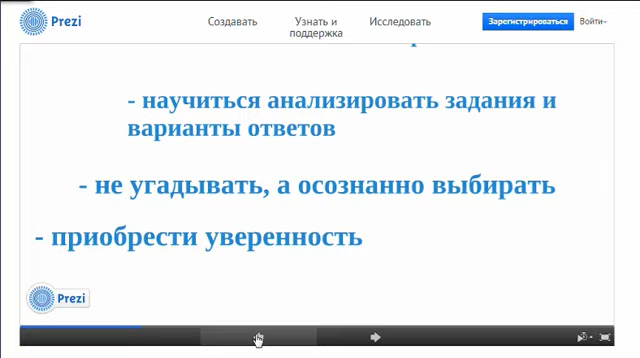 Prezi
Создавать
Узнать и
поддержка
Исследовать
Зарегистрироваться
Войти
- научиться анализировать задания и
варианты ответов
- не угадывать, а осознанно выбирать
- приобрести уверенность
Prezi